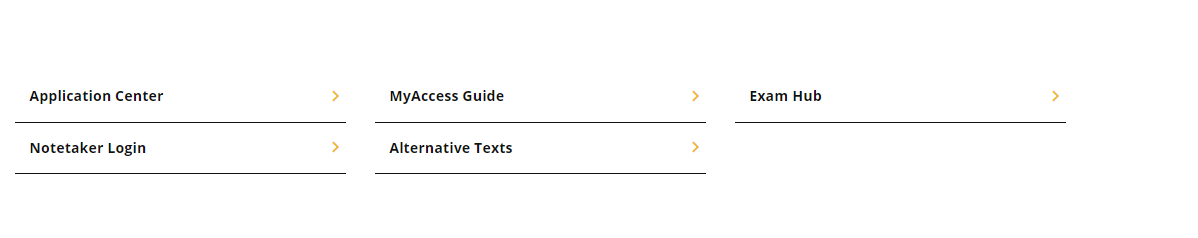 Application Center
MyAccess Guide
Exam Hub
Notetaker Login
Alternative Texts